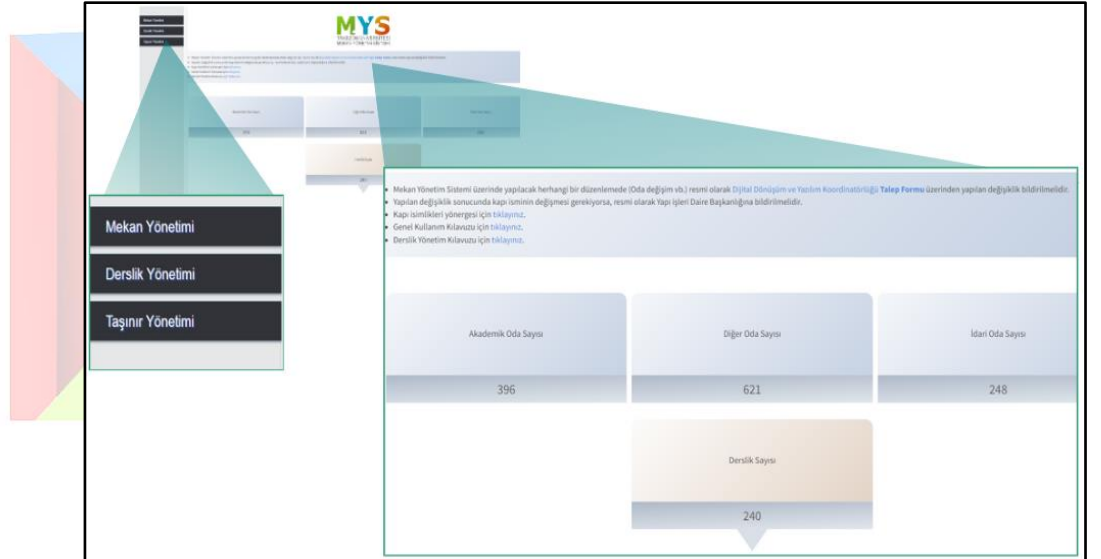 MYS
Mekan Yönetimi
Derslik Yönetimi
Taşınır Yönetimi
• Mekan Yönetim Sistemi üzerinde yapılacak herhangi bir düzenlemede (Oda değişim vb.) resmi olarak Dijital Dönüşüm ve Yazılım Koordinatörlüğü Talep Formu üzerinden yapılan değişiklik bildirilmelidir.
• Yapılan değişiklik sonucunda kapı isminin değişmesi gerekiyorsa, resmi olarak Yapı işleri Daire Başkanlığına bildirilmelidir.
• Kapı isimlikleri yönergesi için tıklayınız.
• Genel Kullanım Kılavuzu için tıklayınız.
• Derslik Yönetim Kılavuzu için tıklayınız.
Akademik Oda Sayısı
396
Diğer Oda Sayısı
621
İdari Oda Sayısı
248
Derslik Sayısı
240